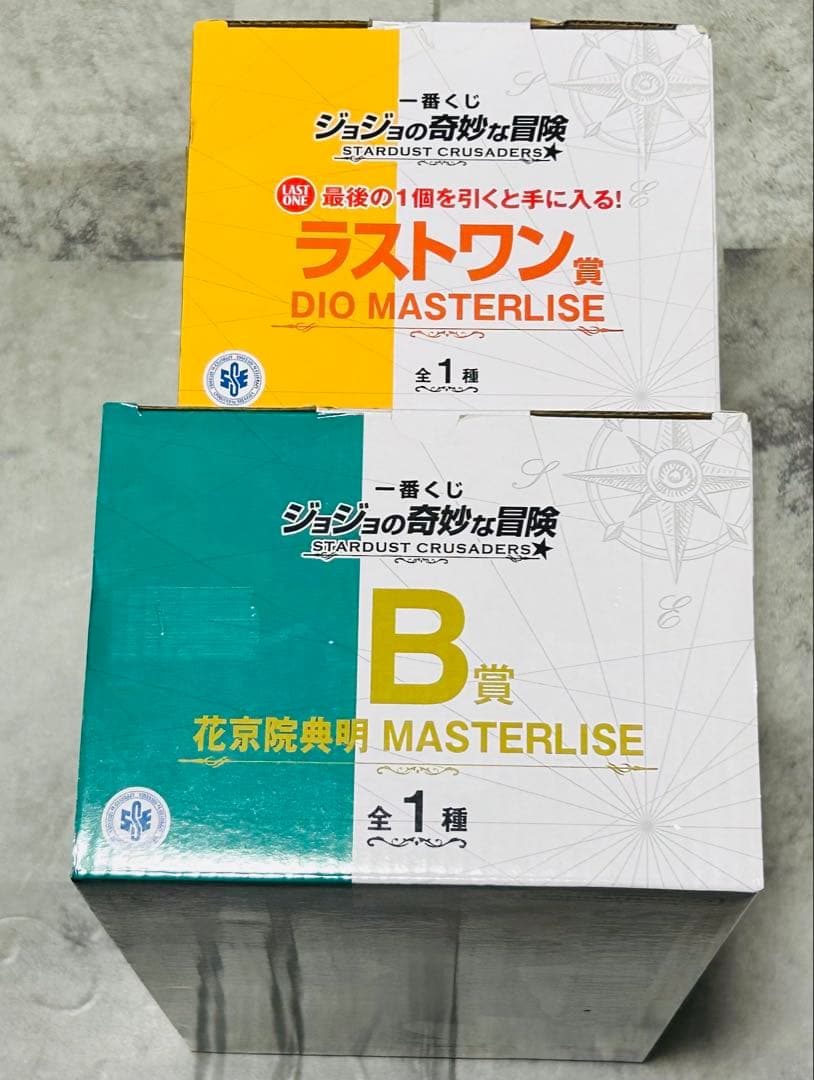 一番くじ
ジョジョの奇妙な冒険
STARDUST CRUSADERS★
LAST ONE 最後の1個を引くと手に入る!
ラストワン賞
DIO MASTERLISE
全1種
SSE
S
E
一番くじ
ジョジョの奇妙な冒険
STARDUST CRUSADERS★
B賞
花京院典明 MASTERLISE
全1種
SSE
S
E